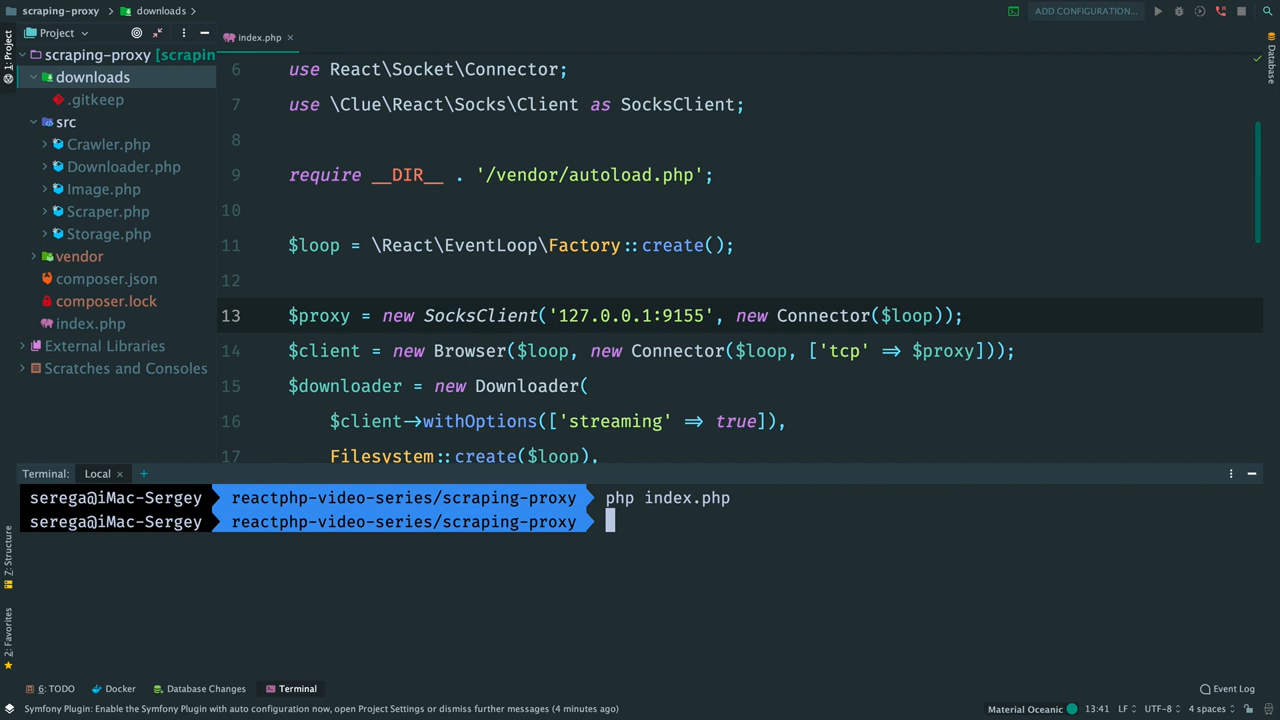 scraping-proxy
downloads
ADD CONFIGURATION...
Project
index.php
1: Project
Database
scraping-proxy [scrapin
downloads
.gitkeep
src
Crawler.php
Downloader.php
Image.php
Scraper.php
Storage.php
vendor
composer.json
composer.lock
index.php
External Libraries
Scratches and Consoles
6 use React\Socket\Connector;
7 use \Clue\React\Socks\Client as SocksClient;
8
9 require __DIR__ . '/vendor/autoload.php';
10
11 $loop = \React\EventLoop\Factory::create();
12
13 $proxy = new SocksClient('127.0.0.1:9155', new Connector($loop));
14 $client = new Browser($loop, new Connector($loop, ['tcp' => $proxy]));
15 $downloader = new Downloader(
16 $client->withOptions(['streaming' => true]),
17 Filesystem::create($loop),
Terminal: Local
serega@iMac-Sergey reactphp-video-series/scraping-proxy php index.php
serega@iMac-Sergey reactphp-video-series/scraping-proxy
Z: Structure
2: Favorites
6: TODO Docker Database Changes Terminal Event Log
Symfony Plugin: Enable the Symfony Plugin with auto configuration now, open Project Settings or dismiss further messages (4 minutes ago)
Material Oceanic 13:41 LF UTF-8 4 spaces